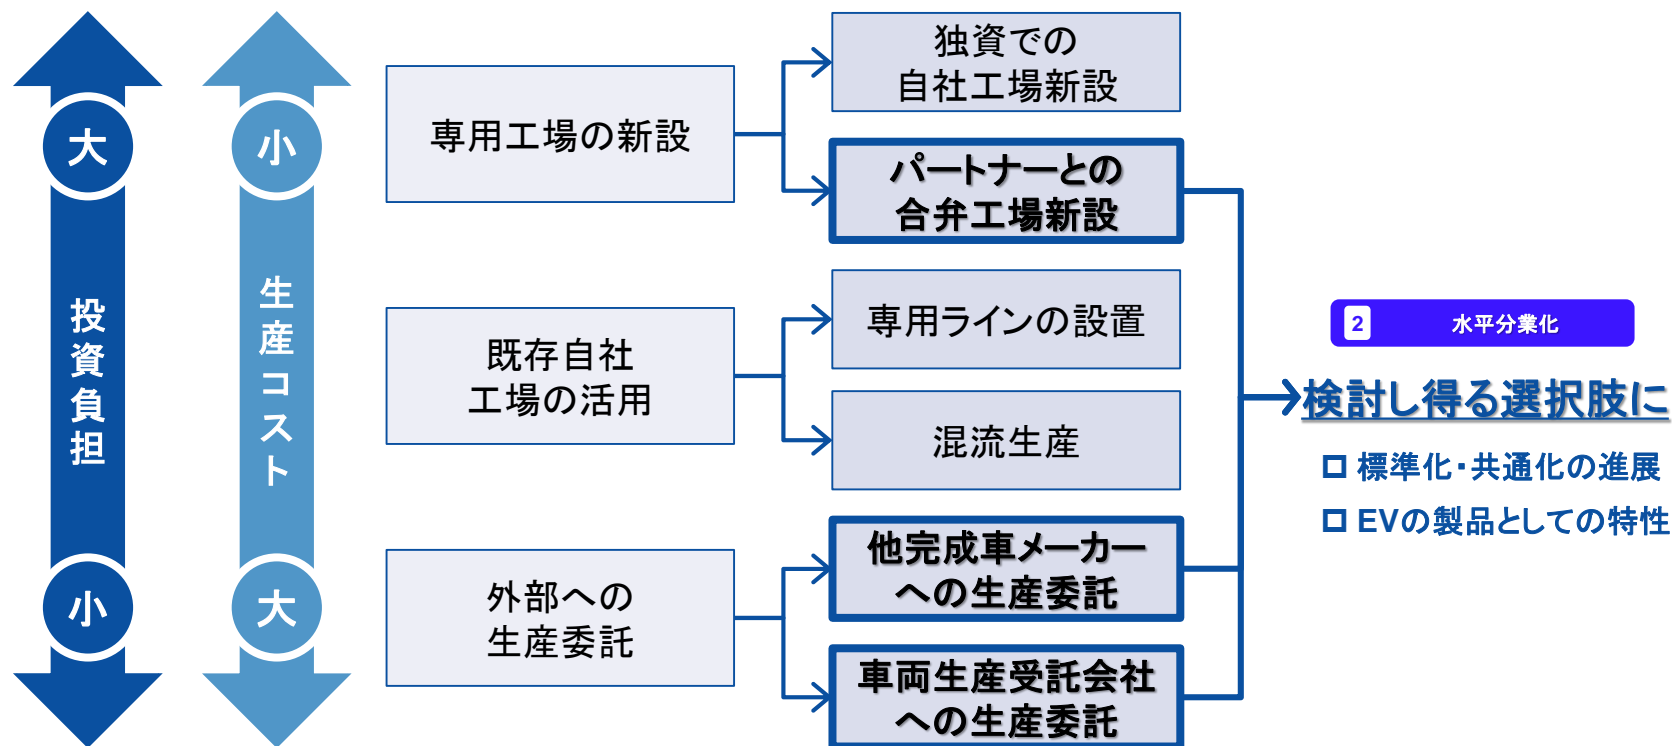 大
投資負担
小
小
生産コスト
大
専用工場の新設
既存自社
工場の活用
外部への
生産委託
独資での
自社工場新設
パートナーとの
合弁工場新設
専用ラインの設置
混流生産
他完成車メーカー
への生産委託
車両生産受託会社
への生産委託
2 水平分業化
検討し得る選択肢に
標準化・共通化の進展
EVの製品としての特性